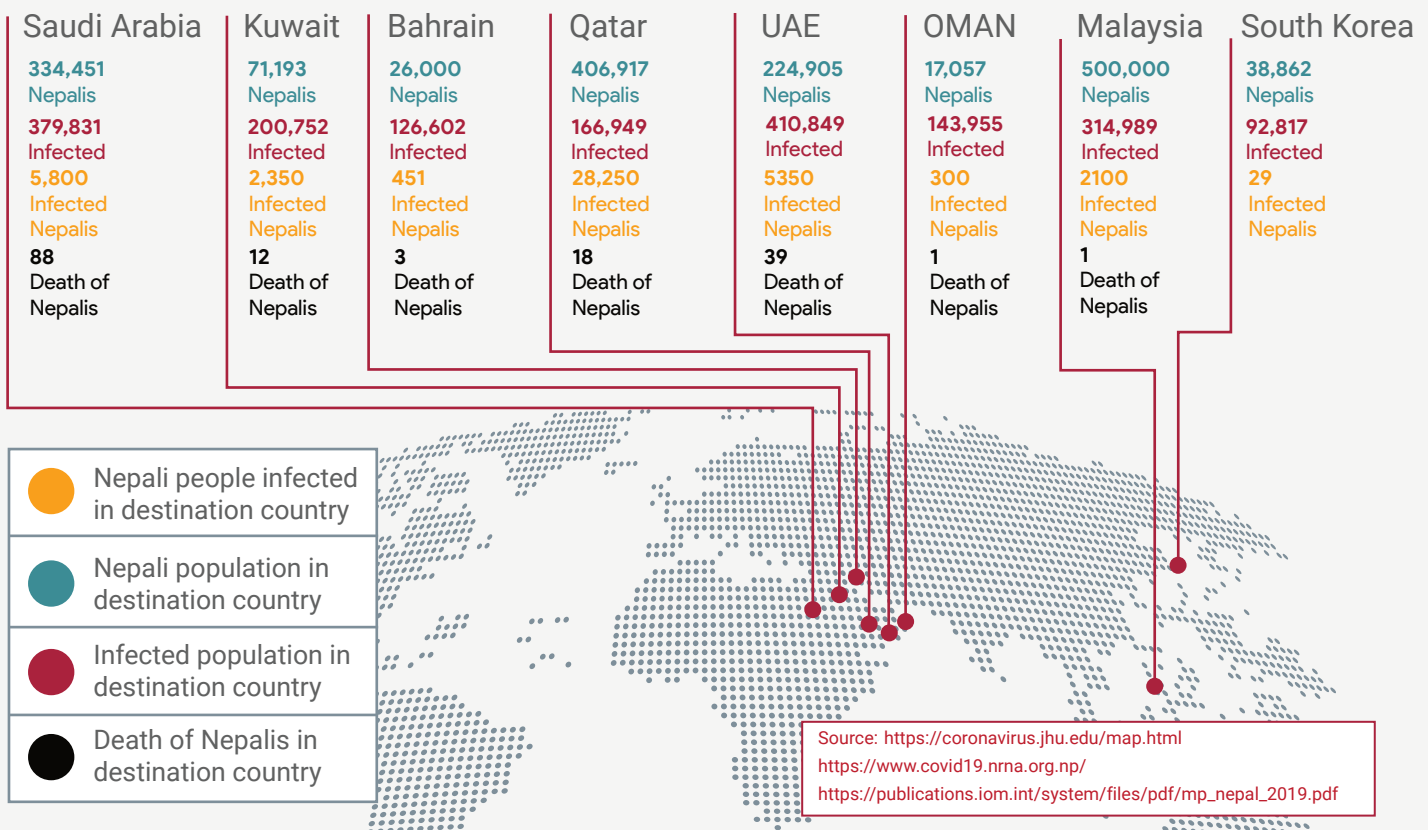 Saudi Arabia
334,451
Nepalis
379,831
Infected
5,800
Infected
Nepalis
88
Death of
Nepalis
Kuwait
71,193
Nepalis
200,752
Infected
2,350
Infected
Nepalis
12
Death of
Nepalis
Bahrain
26,000
Nepalis
126,602
Infected
451
Infected
Nepalis
3
Death of
Nepalis
Qatar
406,917
Nepalis
166,949
Infected
28,250
Infected
Nepalis
18
Death of
Nepalis
UAE
224,905
Nepalis
410,849
Infected
5350
Infected
Nepalis
39
Death of
Nepalis
OMAN
17,057
Nepalis
143,955
Infected
300
Infected
Nepalis
1
Death of
Nepalis
Malaysia
500,000
Nepalis
314,989
Infected
2100
Infected
Nepalis
1
Death of
Nepalis
South Korea
38,862
Nepalis
92,817
Infected
29
Infected
Nepalis
Nepali people infected
in destination country
Nepali population in
destination country
Infected population in
destination country
Death of Nepalis in
destination country
Source: https://coronavirus.jhu.edu/map.html
https://www.covid19.nrna.org.np/
https://publications.iom.int/system/files/pdf/mp_nepal_2019.pdf